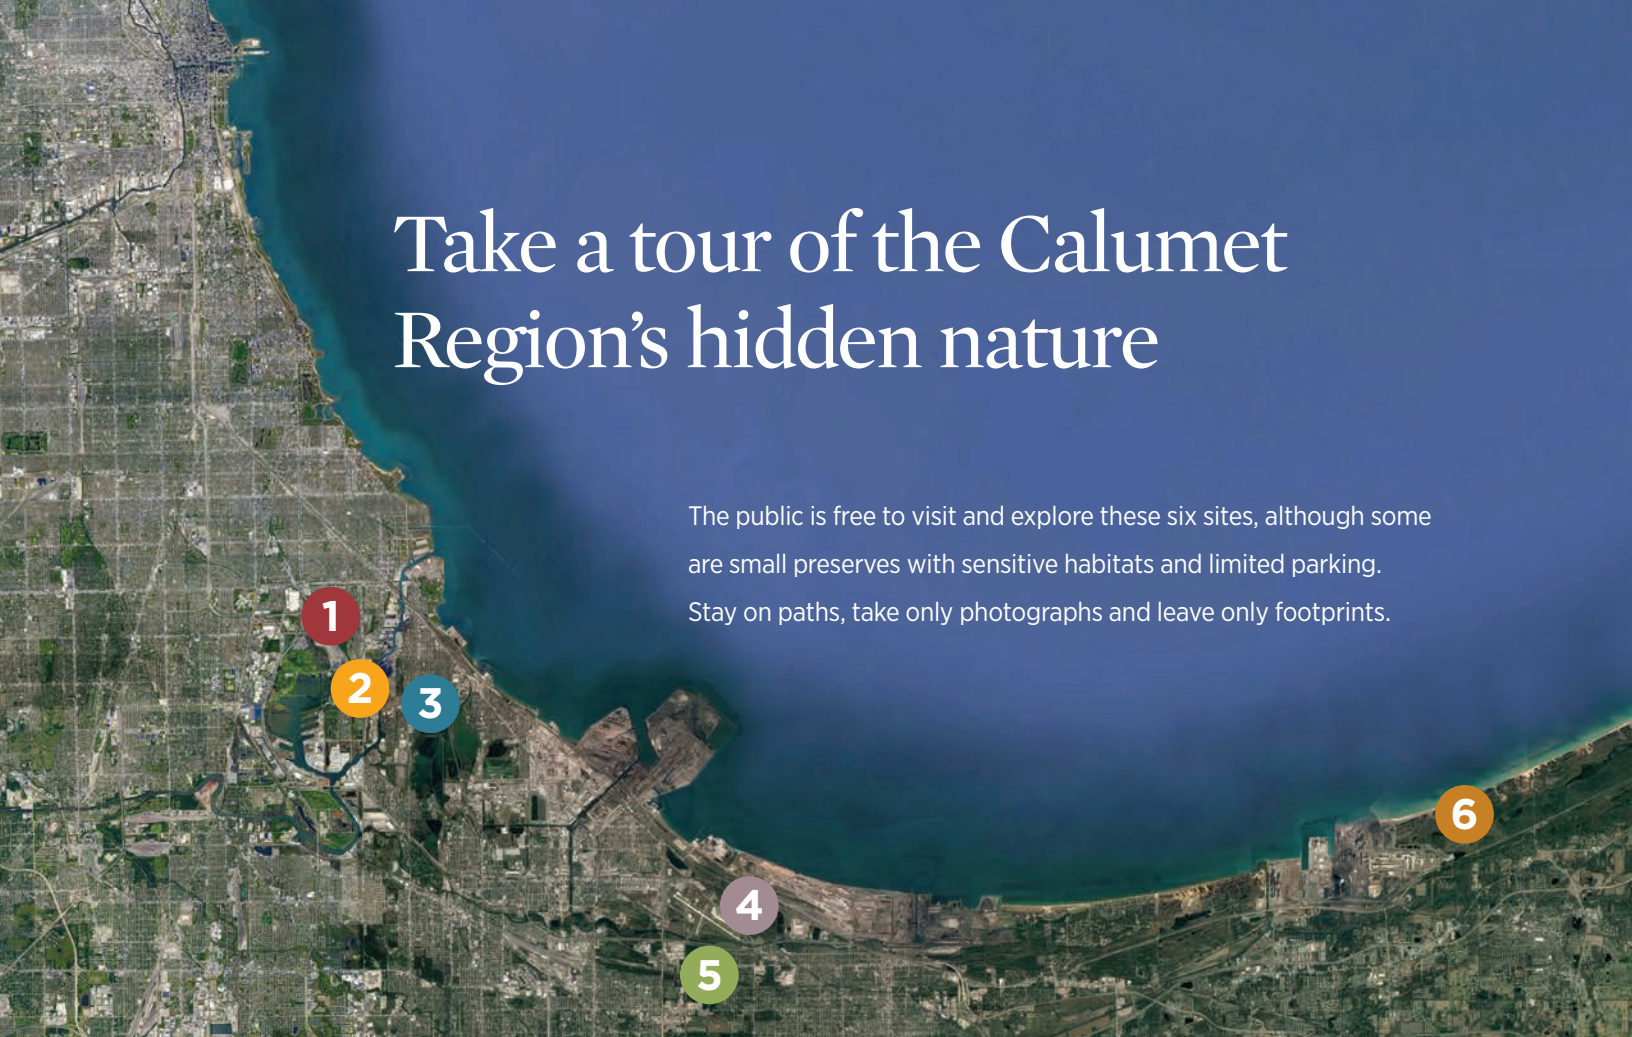 Take a tour of the Calumet
Region’s hidden nature
The public is free to visit and explore these six sites, although some
are small preserves with sensitive habitats and limited parking.
Stay on paths, take only photographs and leave only footprints.
1
2
3
4
5
6